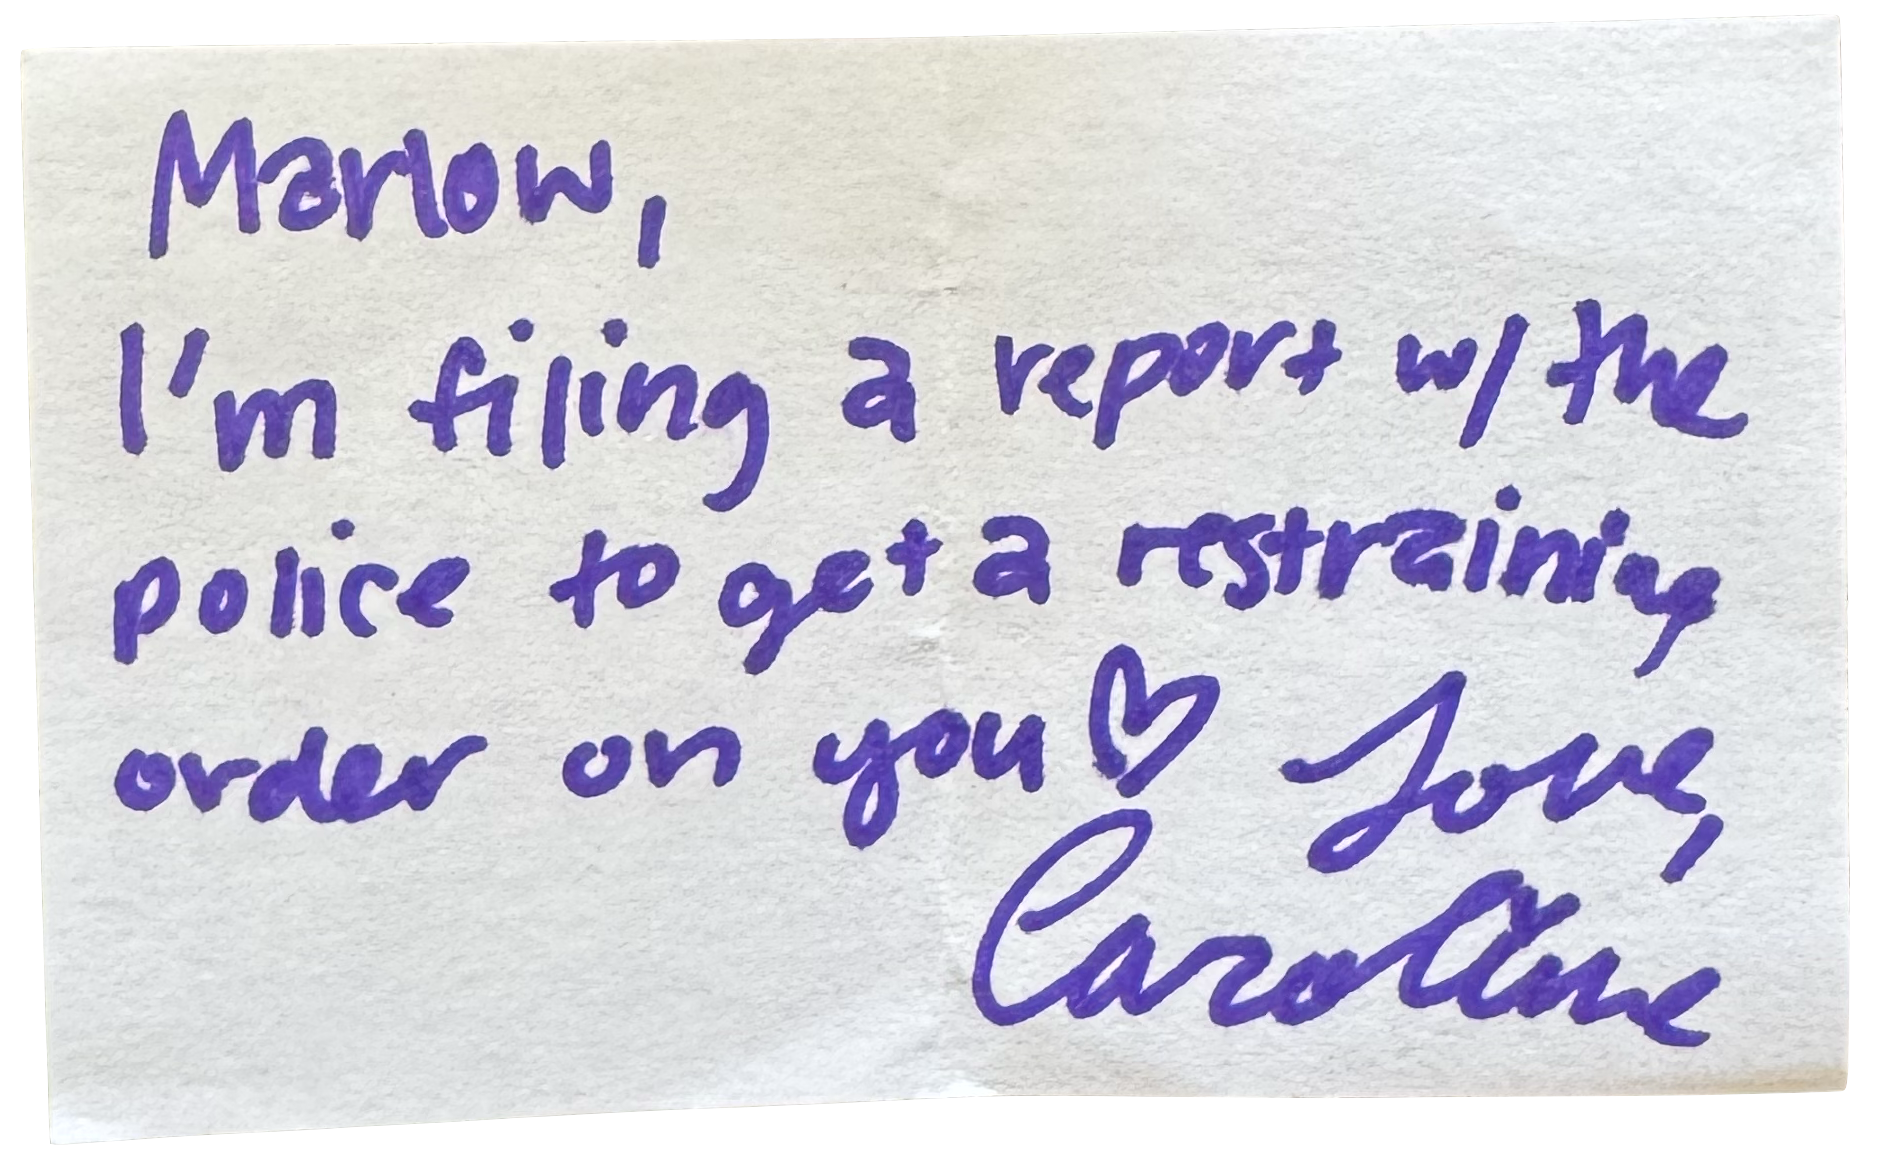 Marlow,
I'm filing a report w/ the
police to get a restraining
order on you♡ Love,
Caroline